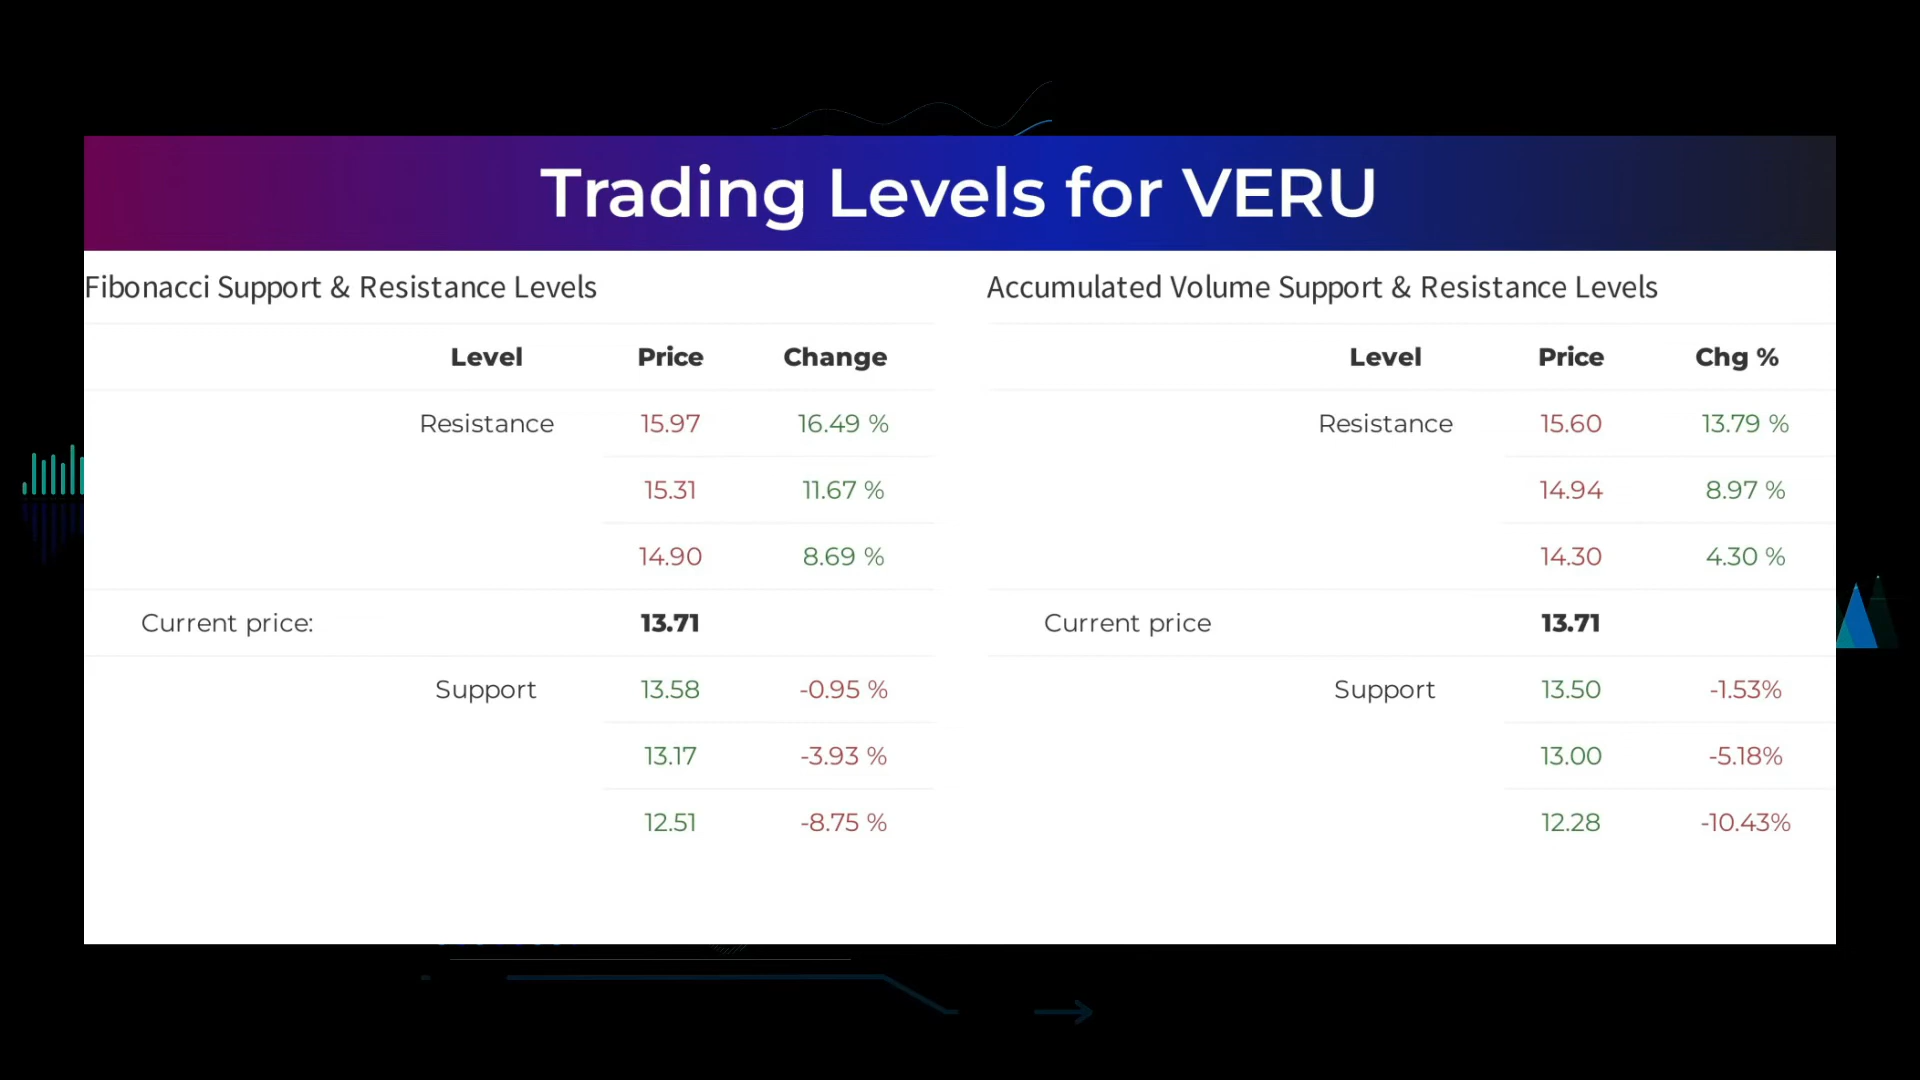 Trading Levels for VERU
Fibonacci Support & Resistance Levels
Level Price Change
Resistance 15.97 16.49 %
15.31 11.67 %
14.90 8.69 %
Current price: 13.71
Support 13.58 -0.95 %
13.17 -3.93 %
12.51 -8.75 %
Accumulated Volume Support & Resistance Levels
Level Price Chg %
Resistance 15.60 13.79 %
14.94 8.97 %
14.30 4.30 %
Current price 13.71
Support 13.50 -1.53%
13.00 -5.18%
12.28 -10.43%